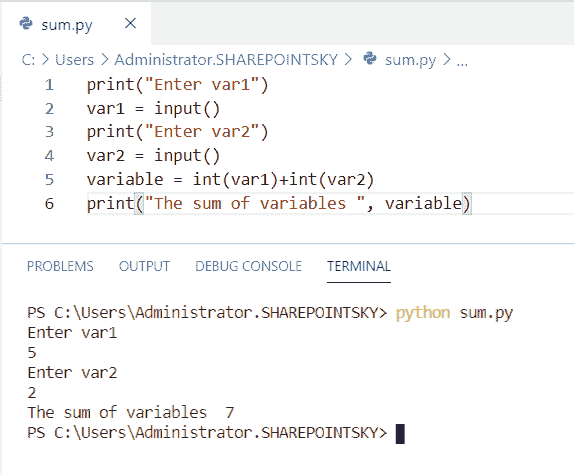 sum.py ×
C: > Users > Administrator.SHAREPOINTSKY > sum.py > ...
1 print("Enter var1")
2 var1 = input()
3 print("Enter var2")
4 var2 = input()
5 variable = int(var1)+int(var2)
6 print("The sum of variables ", variable)
PROBLEMS OUTPUT DEBUG CONSOLE TERMINAL
PS C:\Users\Administrator.SHAREPOINTSKY> python sum.py
Enter var1
5
Enter var2
2
The sum of variables  7
PS C:\Users\Administrator.SHAREPOINTSKY>